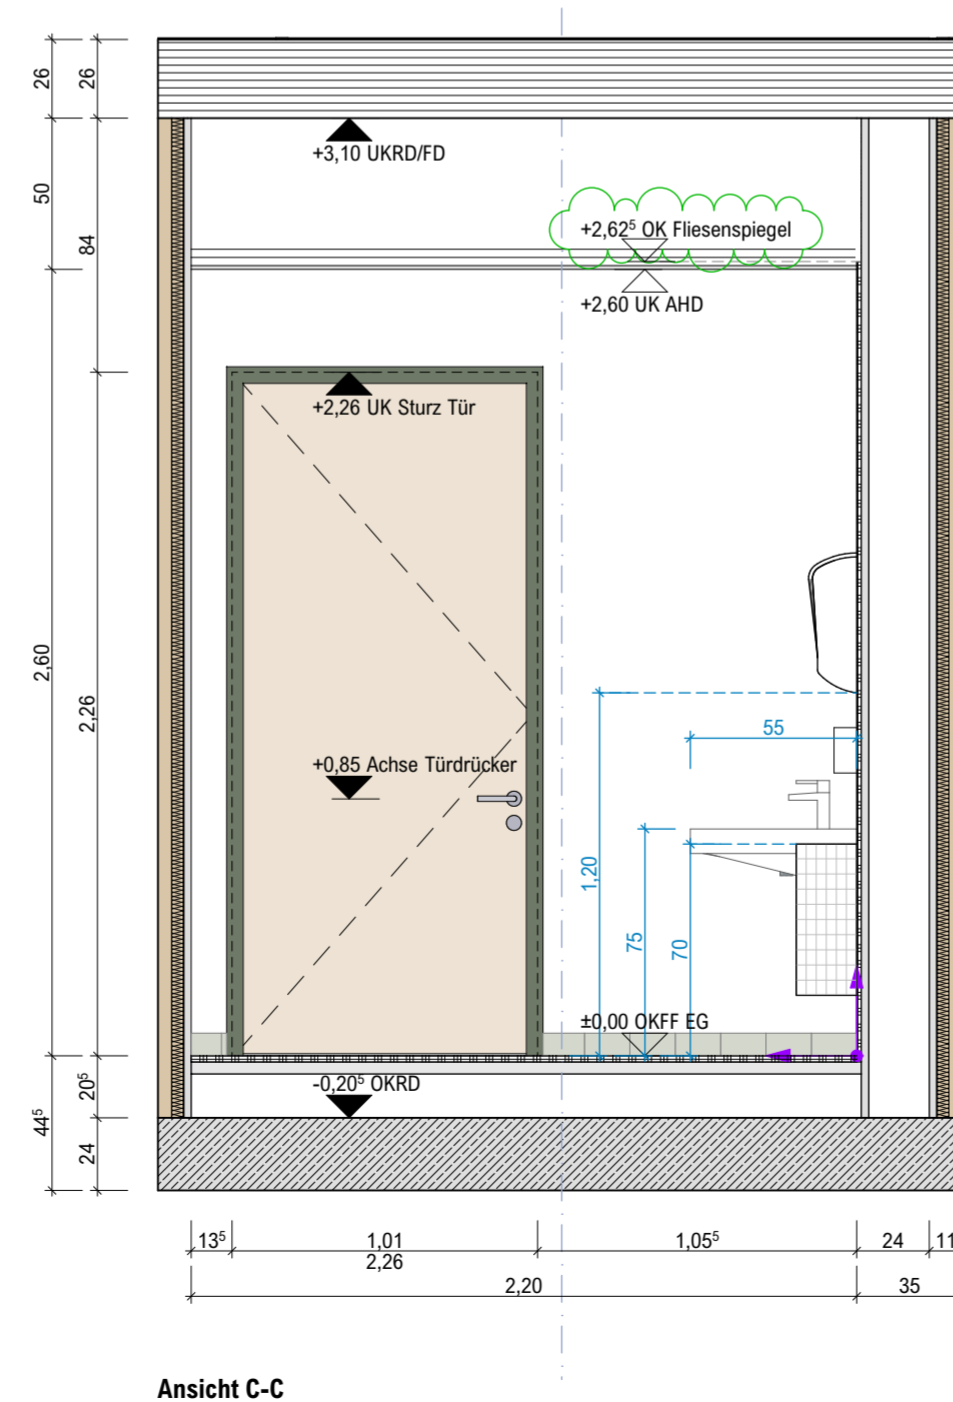 26
26
+3,10 UKRD/FD
50
84
+2,62⁵ OK Fliesenspiegel
+2,60 UK AHD
+2,26 UK Sturz Tür
2,60
2,26
+0,85 Achse Türdrücker
55
1,20
75
70
±0,00 OKFF EG
-0,20⁵ OKRD
20⁵
44⁵
24
13⁵
1,01
2,26
1,05⁵
24
11
2,20
35
Ansicht C-C